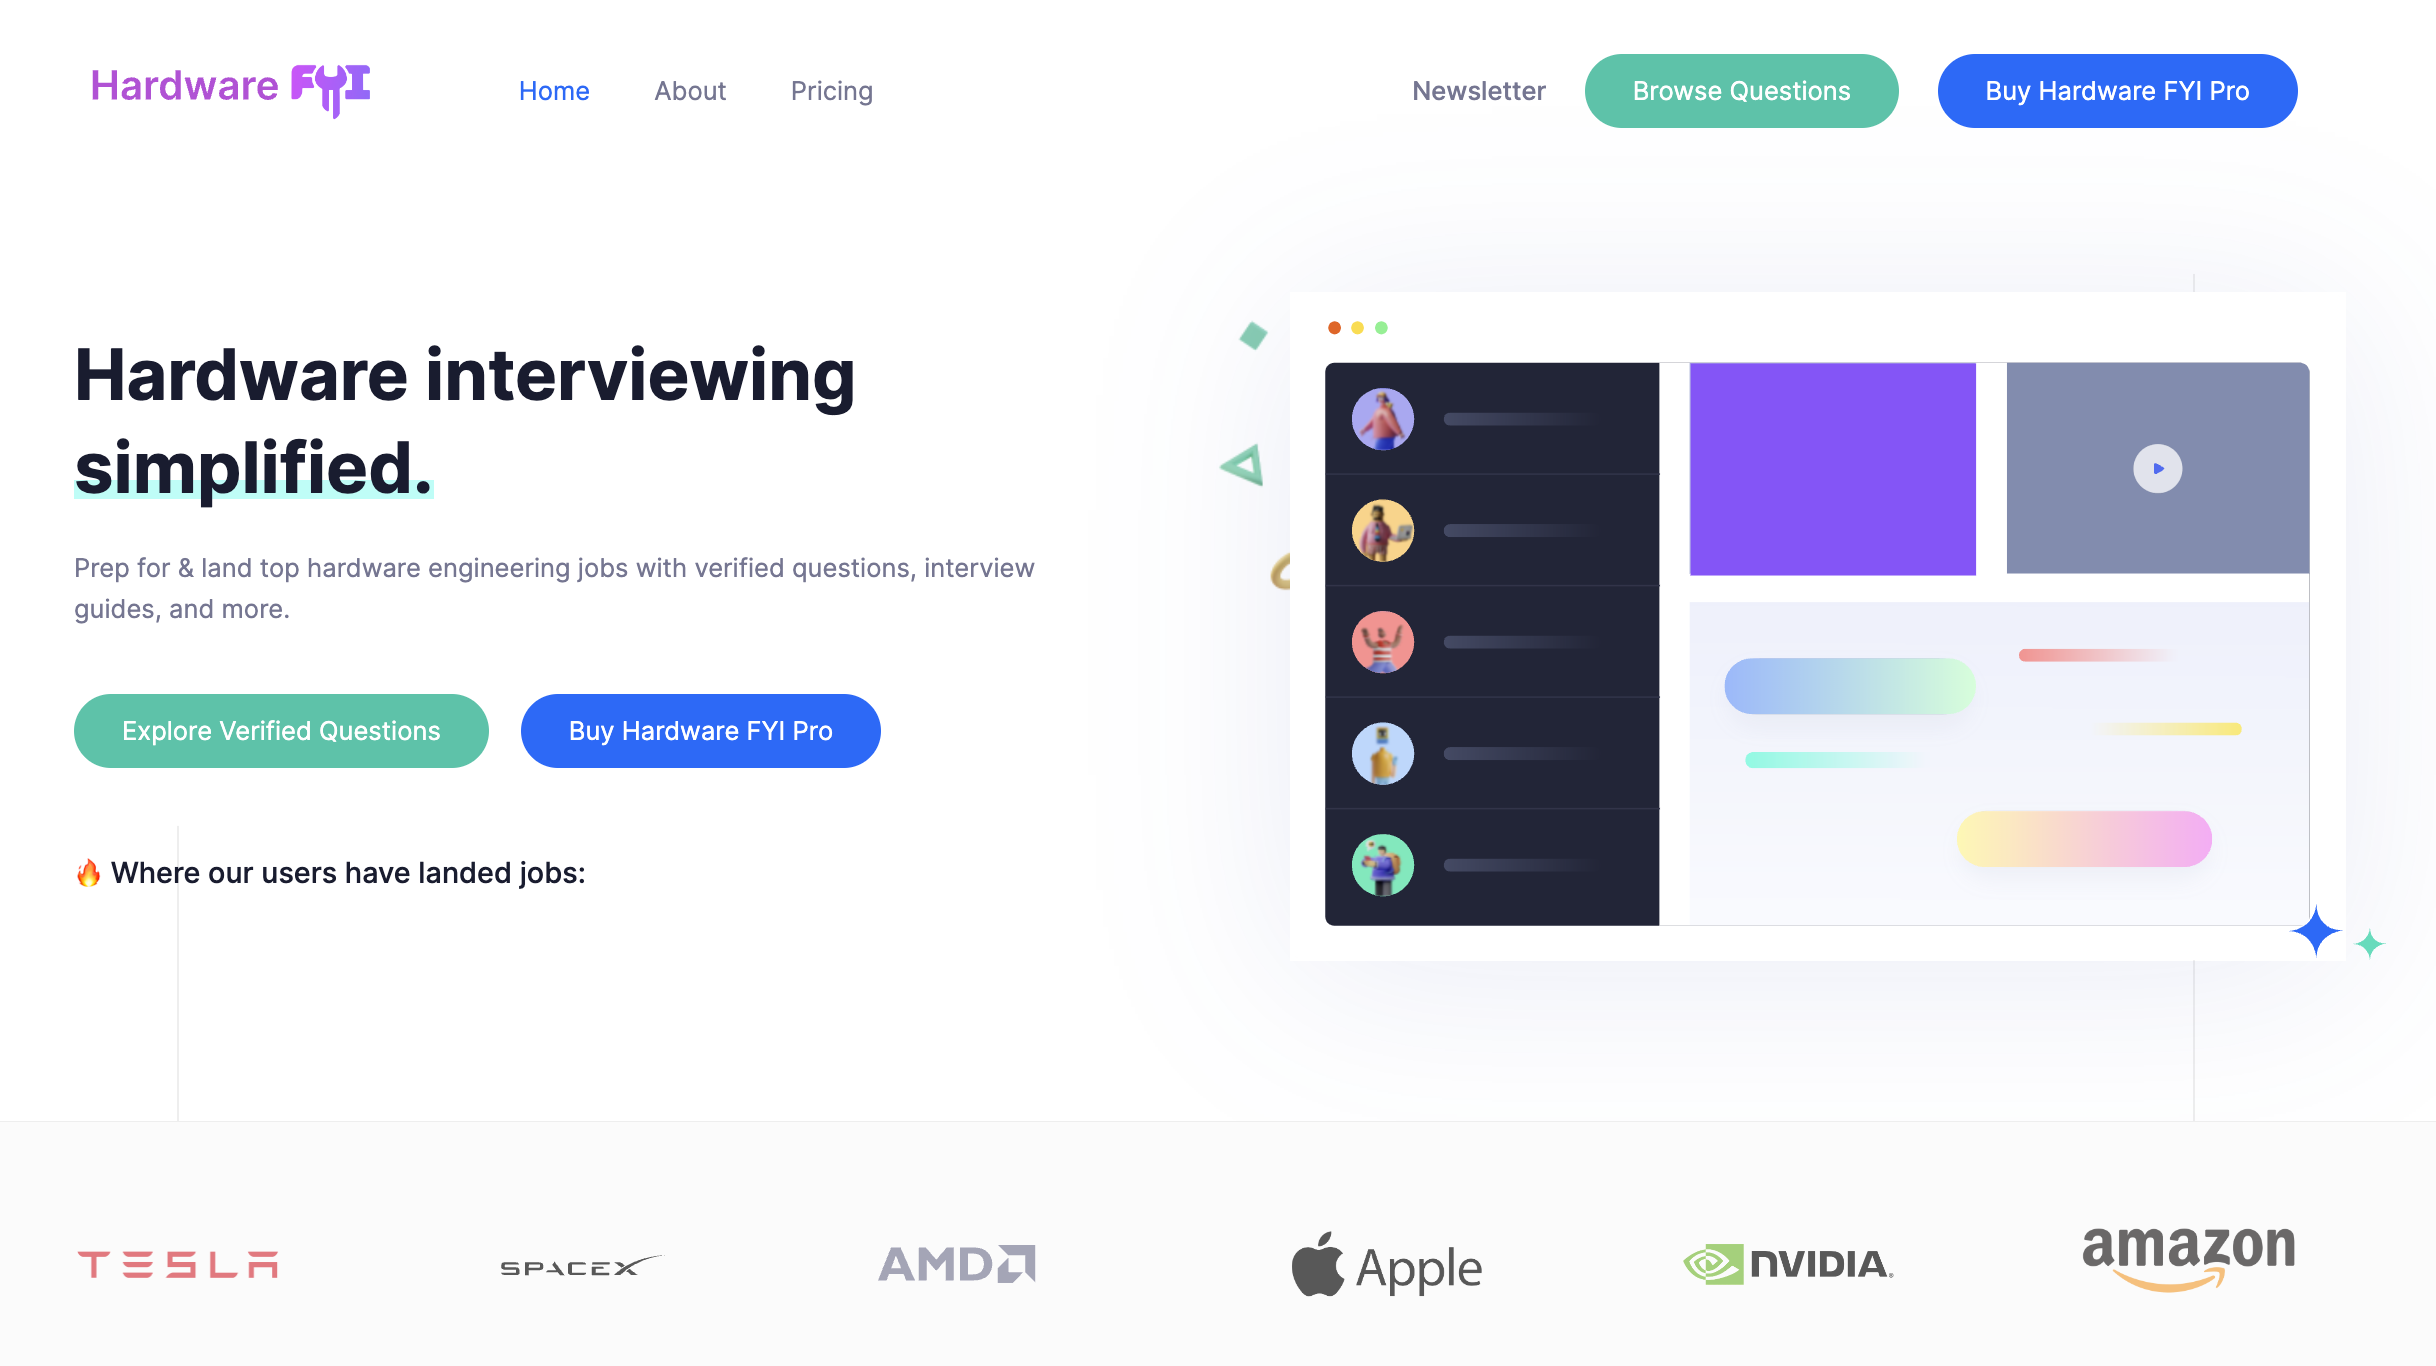 Hardware FYI
Home
About
Pricing
Newsletter
Browse Questions
Buy Hardware FYI Pro
Hardware interviewing
simplified.
Prep for & land top hardware engineering jobs with verified questions, interview
guides, and more.
Explore Verified Questions
Buy Hardware FYI Pro
🔥 Where our users have landed jobs:
TESLA
SPACEX
AMD
Apple
NVIDIA®
amazon